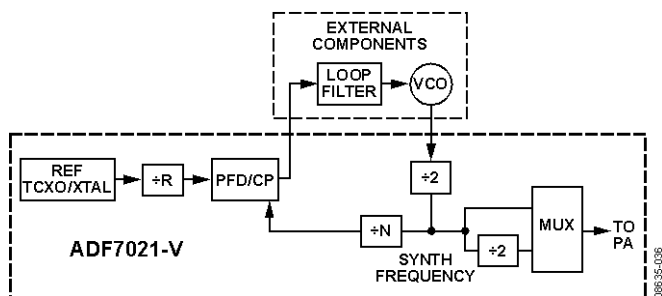 EXTERNAL
COMPONENTS
LOOP
FILTER
VCO
REF
TCXO/XTAL
÷R
PFD/CP
÷2
÷N
SYNTH
FREQUENCY
÷2
MUX
TO
PA
ADF7021-V
08635-036